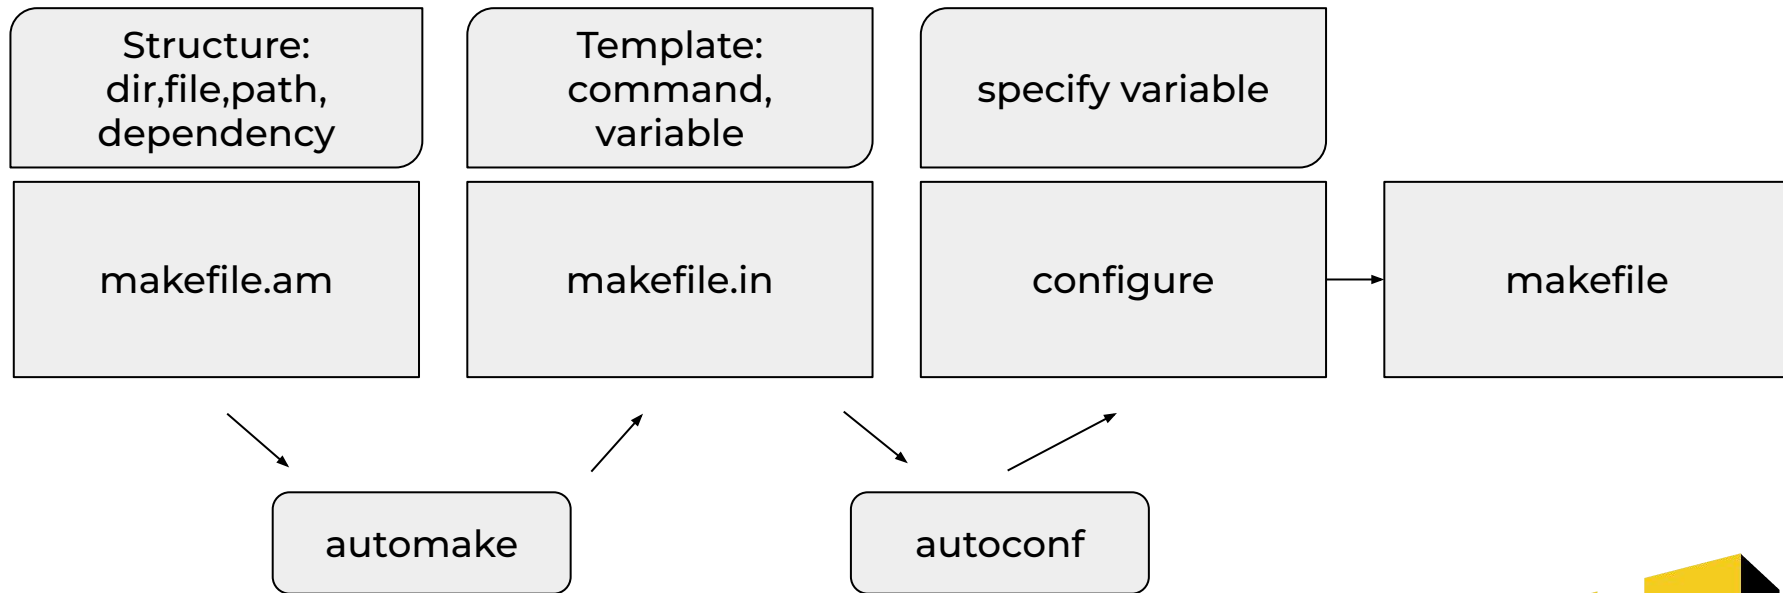 Structure:
dir,file,path,
dependency
Template:
command,
variable
specify variable
makefile.am
makefile.in
configure
makefile
automake
autoconf